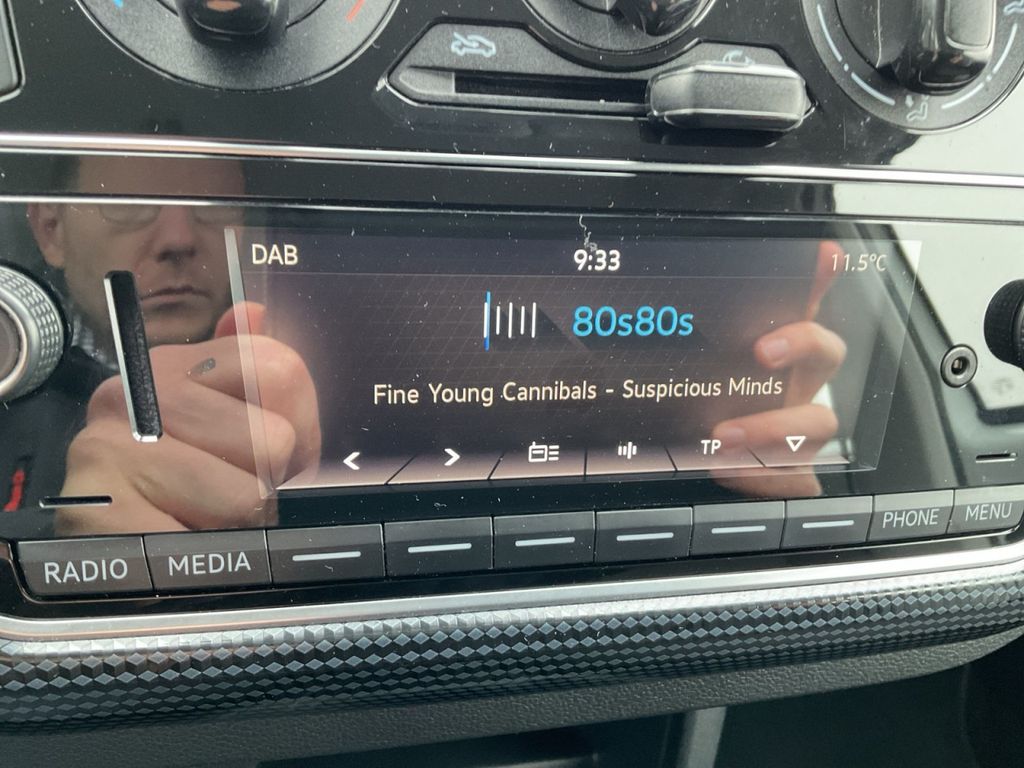 DAB 9:33 11.5°C
80s80s
Fine Young Cannibals - Suspicious Minds
TP
RADIO MEDIA PHONE MENU